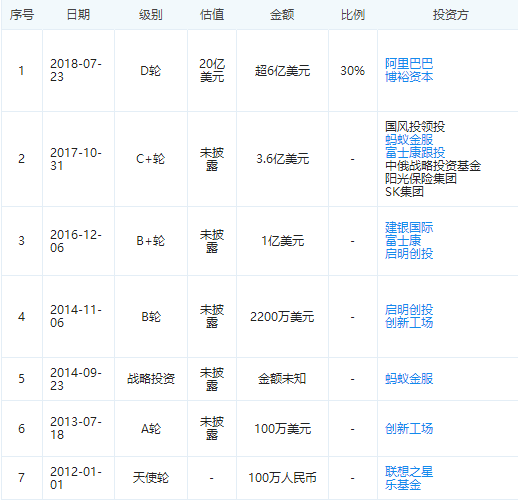 序号 日期 级别 估值 金额 比例 投资方
1 2018-07-23 D轮 20亿美元 超6亿美元 30% 阿里巴巴
博裕资本
2 2017-10-31 C+轮 未披露 3.6亿美元 - 国风投领投
蚂蚁金服
富士康跟投
中俄战略投资基金
阳光保险集团
SK集团
3 2016-12-06 B+轮 未披露 1亿美元 - 建银国际
富士康
启明创投
4 2014-11-06 B轮 未披露 2200万美元 - 启明创投
创新工场
5 2014-09-23 战略投资 未披露 金额未知 - 蚂蚁金服
6 2013-07-18 A轮 未披露 100万美元 - 创新工场
7 2012-01-01 天使轮 - 100万人民币 - 联想之星
乐基金